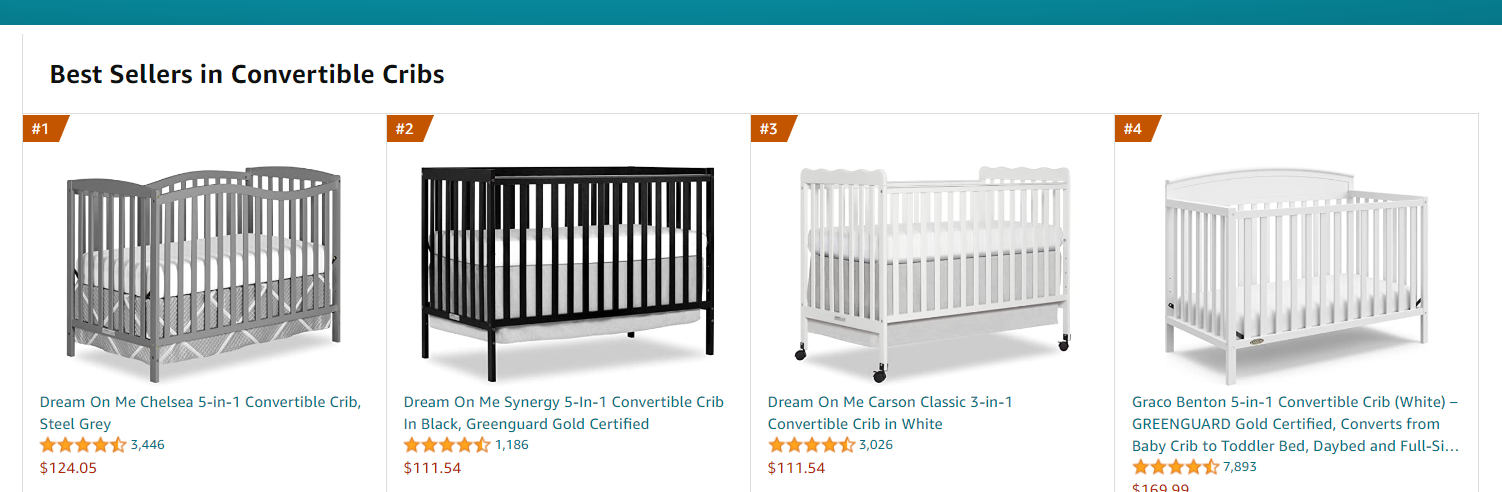 Best Sellers in Convertible Cribs
#1
Dream On Me Chelsea 5-in-1 Convertible Crib,
Steel Grey
3,446
$124.05
#2
Dream On Me Synergy 5-In-1 Convertible Crib
In Black, Greenguard Gold Certified
1,186
$111.54
#3
Dream On Me Carson Classic 3-in-1
Convertible Crib in White
3,026
$111.54
#4
Graco Benton 5-in-1 Convertible Crib (White) –
GREENGUARD Gold Certified, Converts from
Baby Crib to Toddler Bed, Daybed and Full-Si...
7,893
$169.99